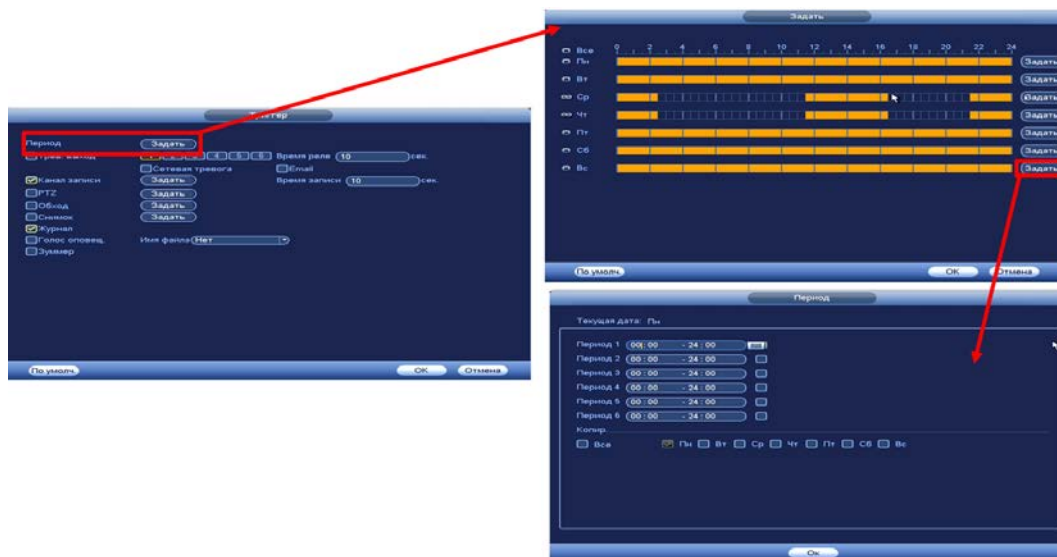 Триггер
Период Задать
Трев. выход 1 2 3 4 5 6 Время реле 10 сек.
Сетевая тревога Email
Канал записи Задать Время записи 10 сек.
PTZ Задать
Обход Задать
Снимок Задать
Журнал
Голос оповещ. Имя файла Нет
Зуммер
По умолч. ОК Отмена
Задать
Все 0 2 4 6 8 10 12 14 16 18 20 22 24
Пн Задать
Вт Задать
Ср Задать
Чт Задать
Пт Задать
Сб Задать
Вс Задать
По умолч. ОК Отмена
Период
Текущая дата: Пн
Период 1 00:00 - 24:00
Период 2 00:00 - 24:00
Период 3 00:00 - 24:00
Период 4 00:00 - 24:00
Период 5 00:00 - 24:00
Период 6 00:00 - 24:00
Копир.
Все Пн Вт Ср Чт Пт Сб Вс
Ок